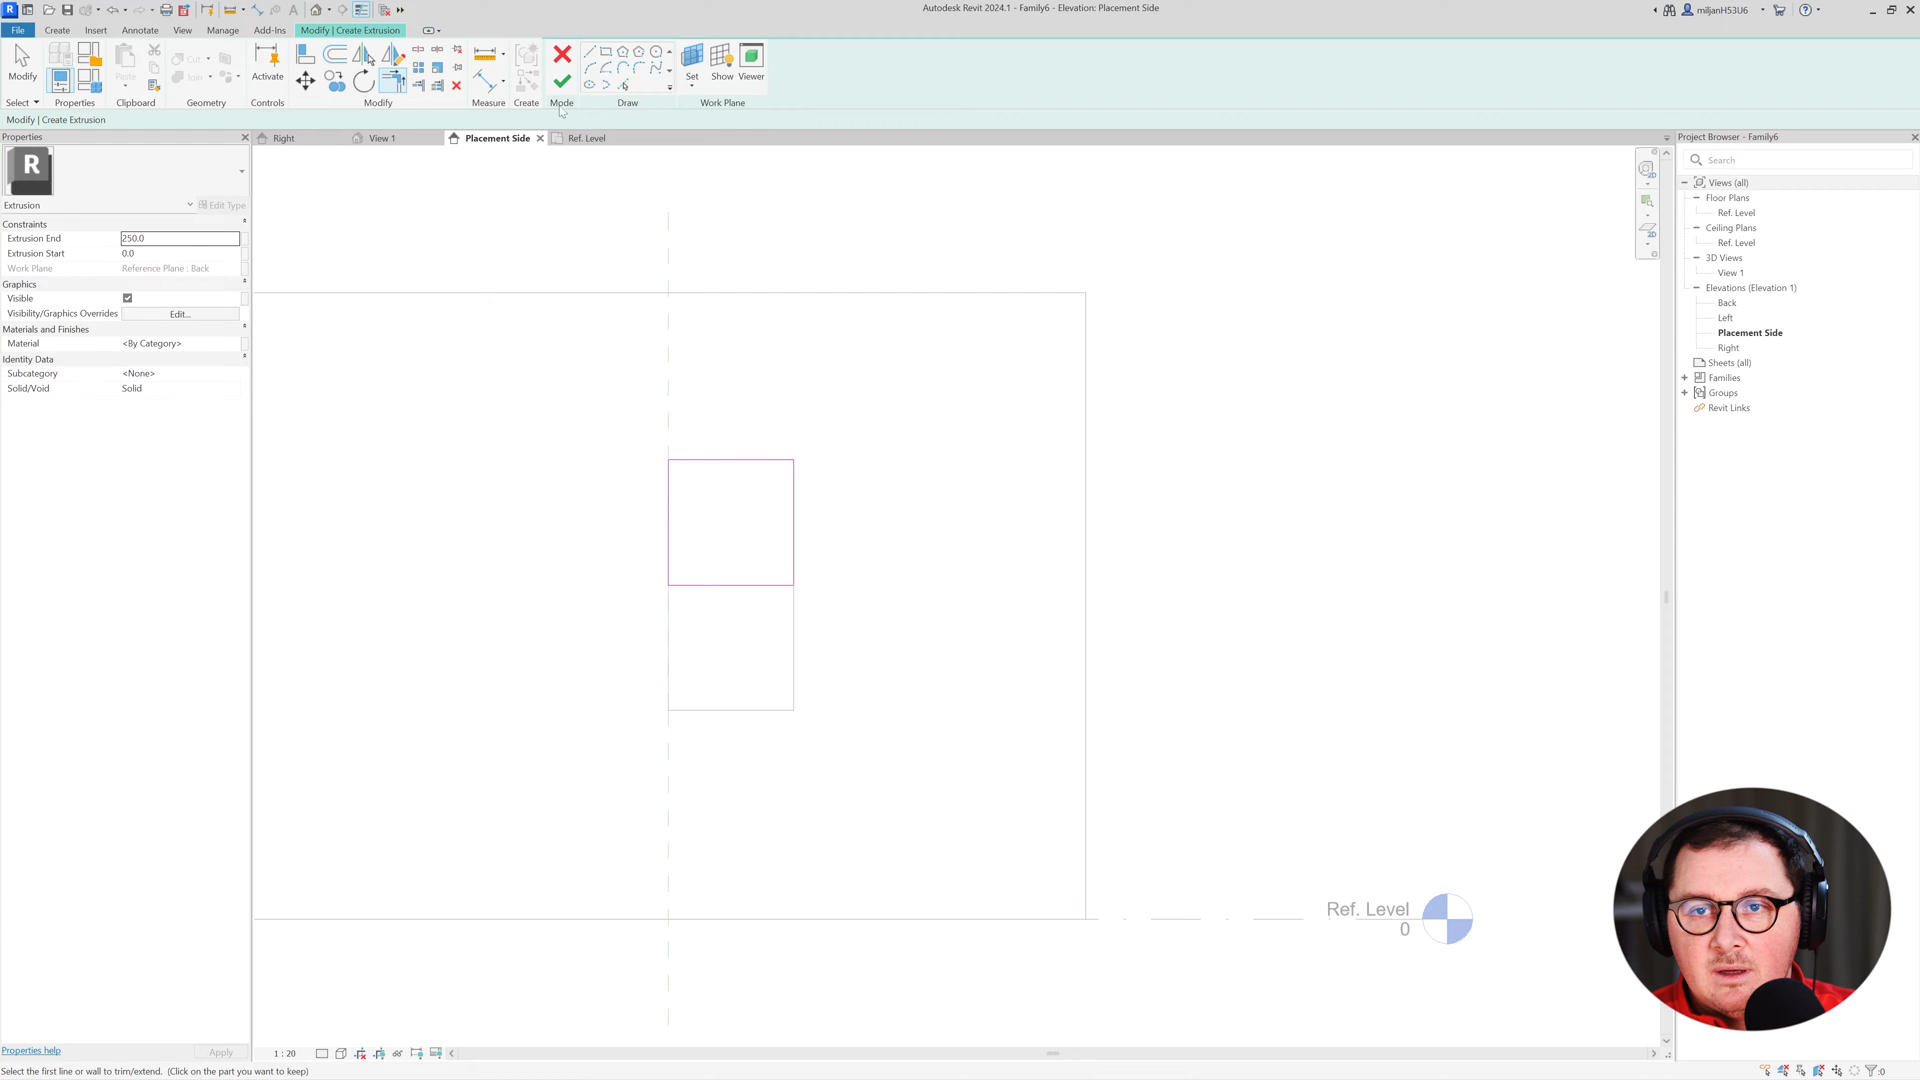 Autodesk Revit 2024.1 - Family6 - Elevation: Placement Side
miljanH53U6
File Create Insert Annotate View Manage Add-Ins Modify | Create Extrusion
Modify Paste Cut Join Activate Create Set Show Viewer
Select Properties Clipboard Geometry Controls Modify Measure Create Mode Draw Work Plane
Modify | Create Extrusion
Properties
Right View 1 Placement Side Ref. Level
Project Browser - Family6
R
Search
Extrusion Edit Type
Constraints
Extrusion End 250.0
Extrusion Start 0.0
Work Plane Reference Plane : Back
Graphics
Visible
Visibility/Graphics Overrides Edit...
Materials and Finishes
Material <By Category>
Identity Data
Subcategory <None>
Solid/Void Solid
Views (all)
Floor Plans
Ref. Level
Ceiling Plans
Ref. Level
3D Views
View 1
Elevations (Elevation 1)
Back
Left
Placement Side
Right
Sheets (all)
Families
Groups
Revit Links
2D
2D
Ref. Level
0
Properties help Apply
1 : 20
Select the first line or wall to trim/extend. (Click on the part you want to keep)
:0